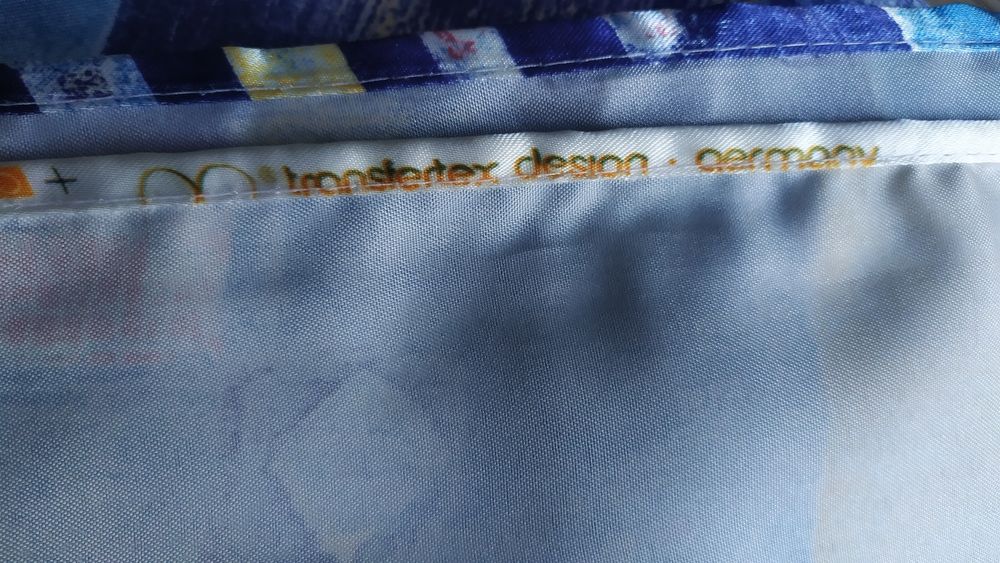 + ® transfertex design · germany